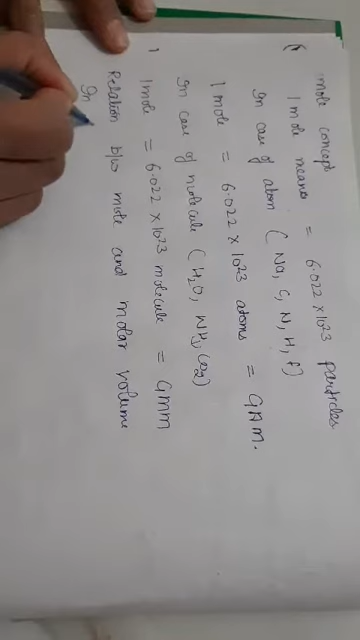 mole concept
1 mole means = 6.022 x 10²³ particles
In case of atom ( Na, S, N, H, P)
1 mole = 6.022 x 10²³ atoms = GAM.
In case of molecule ( H₂O, NH₃, CO₂)
1 mole = 6.022 x 10²³ molecule = GMM
Relation b/w mole and molar volume
In